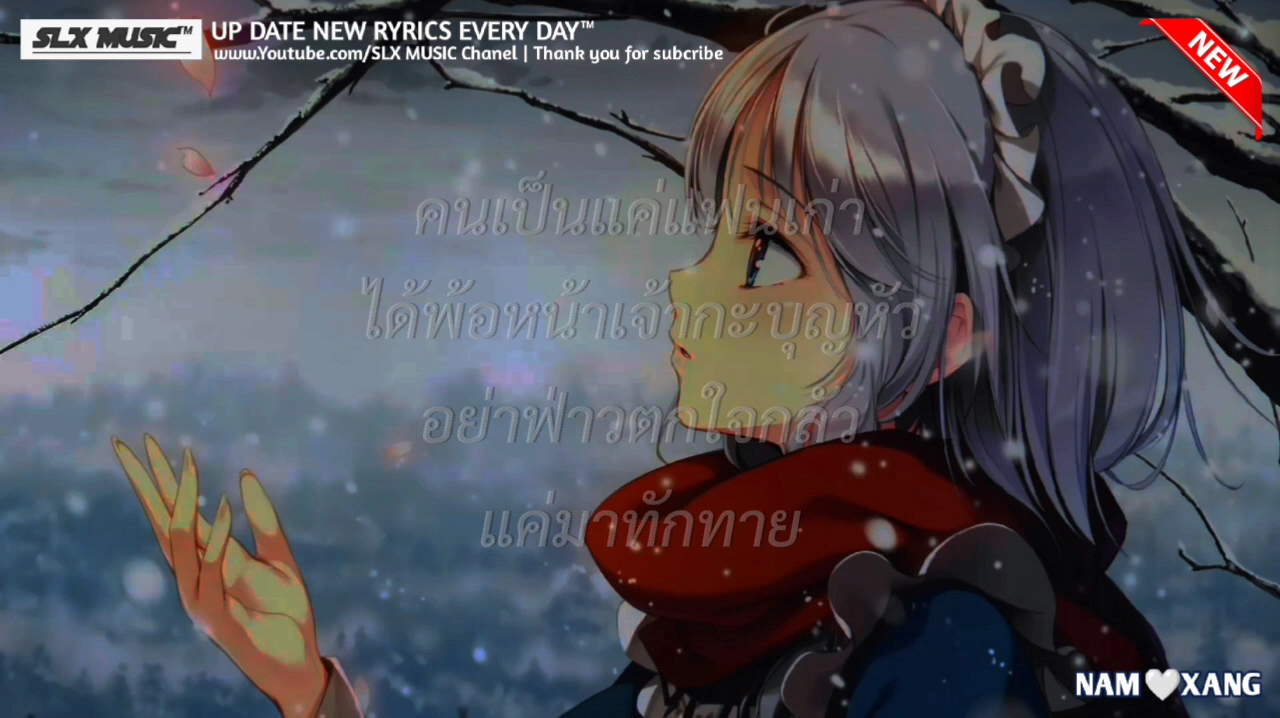 SLX MUSIC™
UP DATE NEW RYRICS EVERY DAY™
www.Youtube.com/SLX MUSIC Chanel | Thank you for subcribe
NEW
คนเป็นแค่แฟนเก่า
ได้พ้อหน้าเจ้ากะบุญหัว
อย่าฟ่าวตกใจกลัว
แค่มาทักทาย
NAM🤍XANG